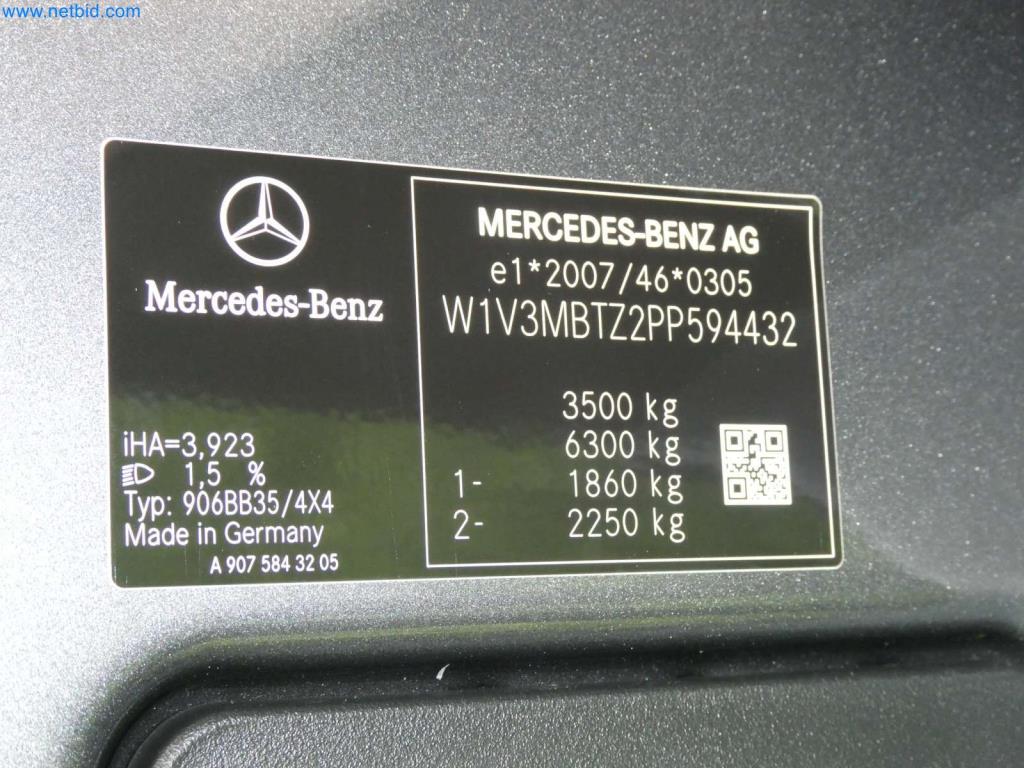 www.netbid.com
Mercedes-Benz
iHA=3,923
1,5 %
Typ: 906BB35/4X4
Made in Germany
A 907 584 32 05
MERCEDES-BENZ AG
e1*2007/46*0305
W1V3MBTZ2PP594432
3500 kg
6300 kg
1- 1860 kg
2- 2250 kg